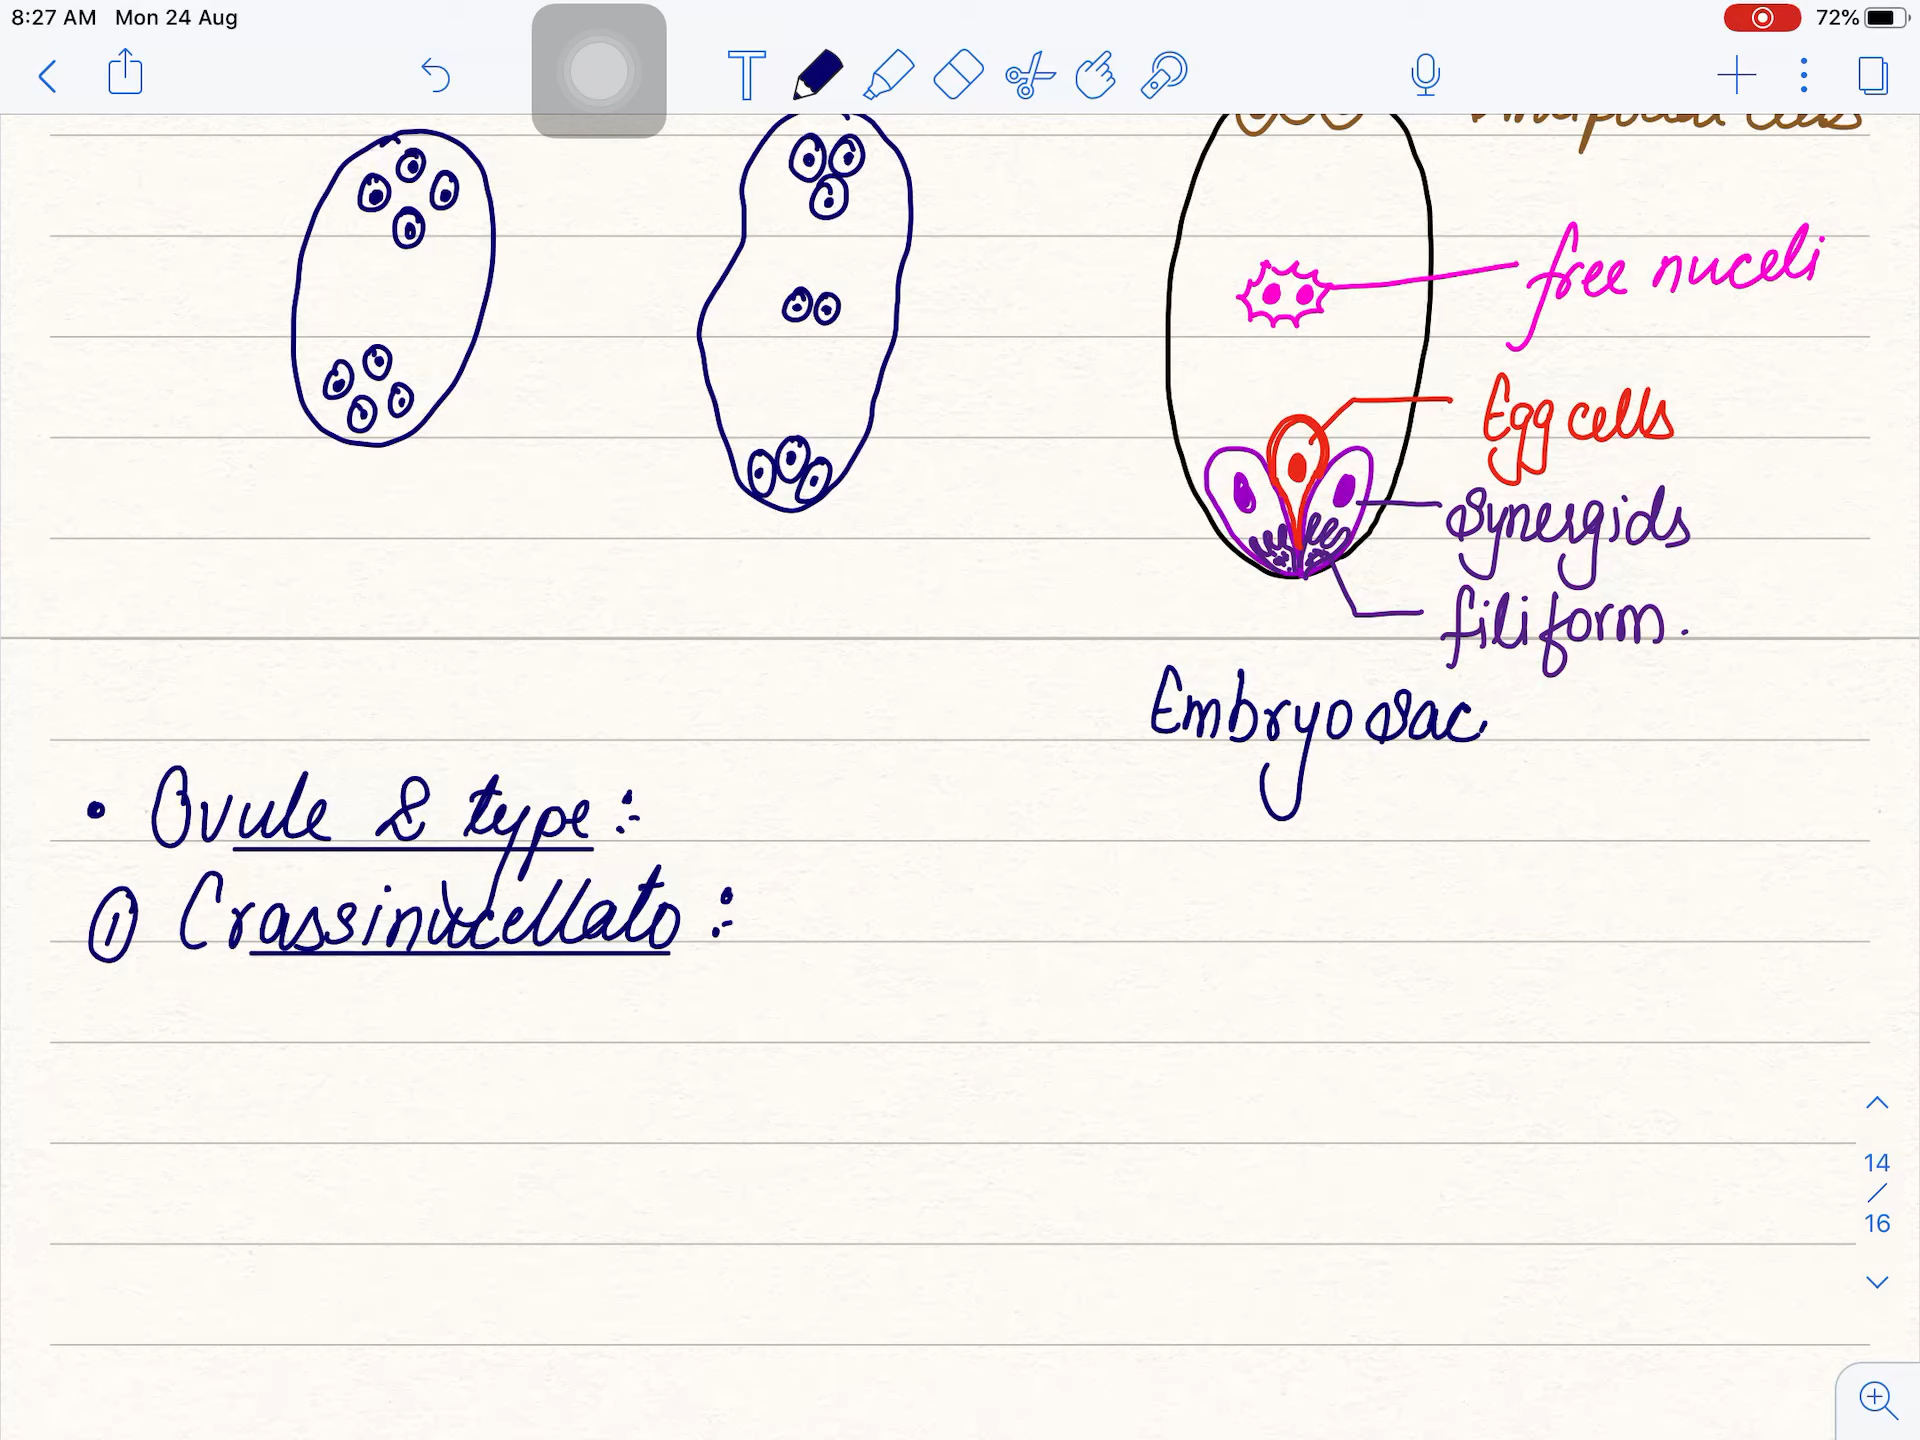 8:27 AM Mon 24 Aug
72%
T
free nuceli
Egg cells
Synergids
filiform.
Embryo Sac
• Ovule & type :-
① Crassinucellato :-
14
/
16